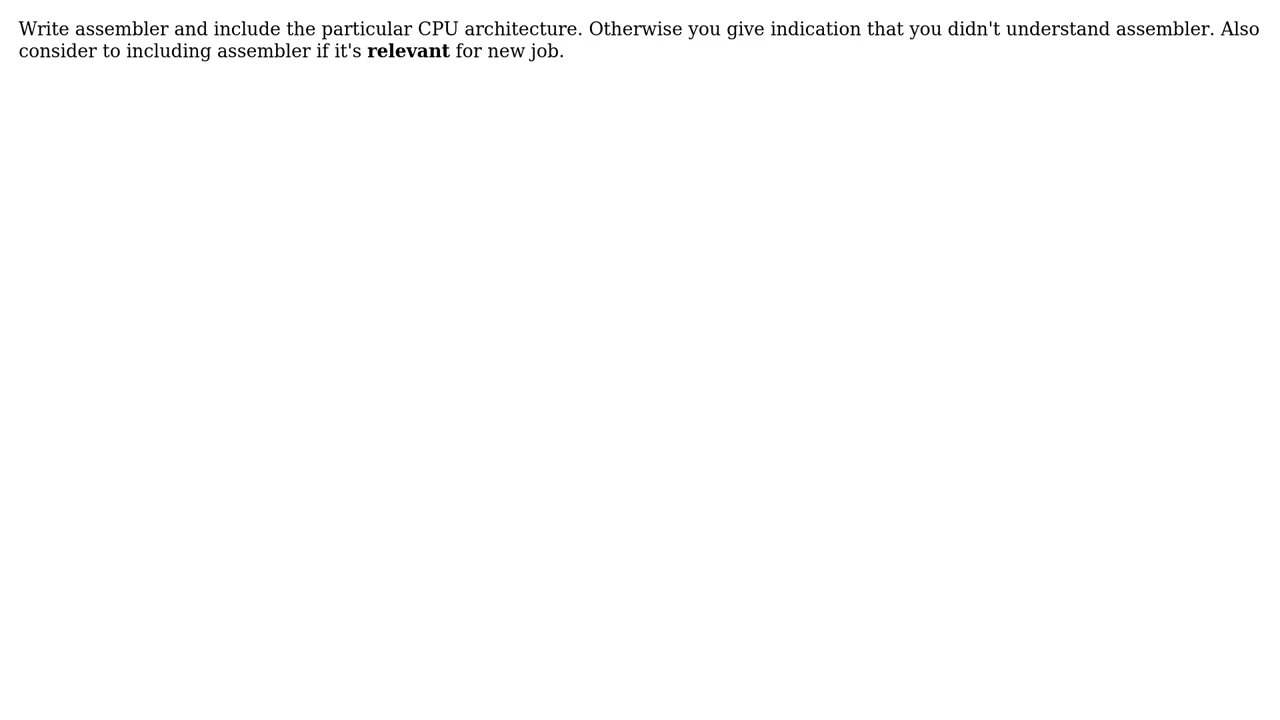 Write assembler and include the particular CPU architecture. Otherwise you give indication that you didn't understand assembler. Also
consider to including assembler if it's relevant for new job.